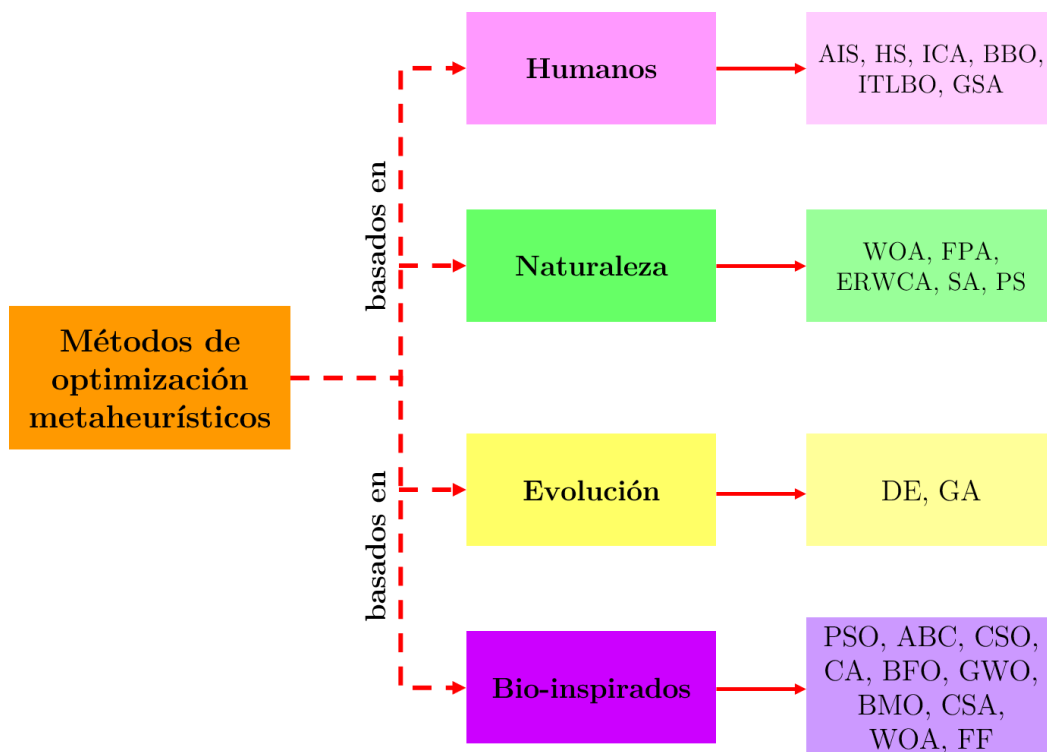 Métodos de
optimización
metaheurísticos
basados en
basados en
Humanos
AIS, HS, ICA, BBO,
ITLBO, GSA
Naturaleza
WOA, FPA,
ERWCA, SA, PS
Evolución
DE, GA
Bio-inspirados
PSO, ABC, CSO,
CA, BFO, GWO,
BMO, CSA,
WOA, FF